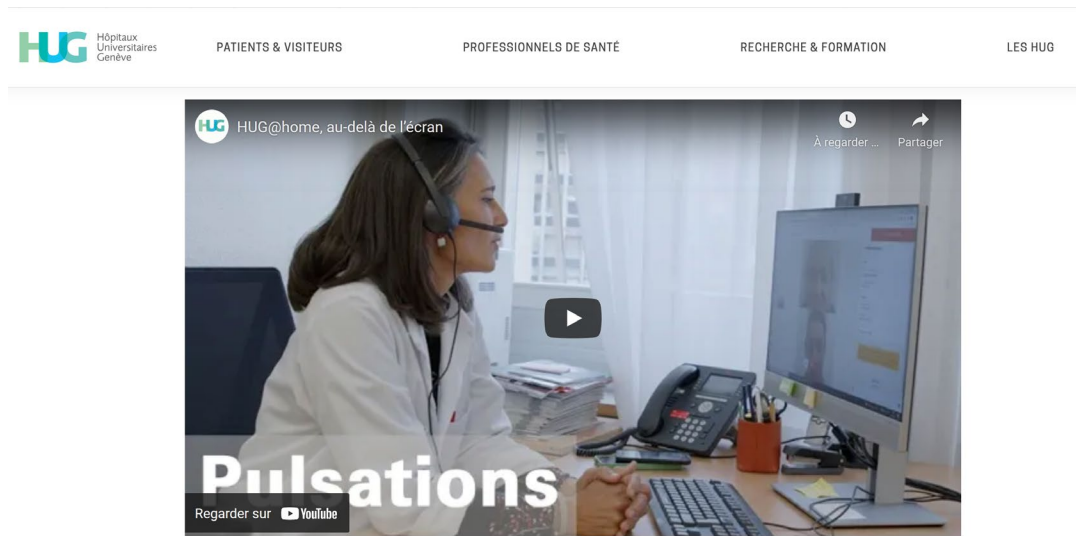 HUG
Hôpitaux
Universitaires
Genève
PATIENTS & VISITEURS
PROFESSIONNELS DE SANTÉ
RECHERCHE & FORMATION
LES HUG
HUG
HUG@home, au-delà de l'écran
À regarder ...
Partager
Pulsations
Regarder sur YouTube